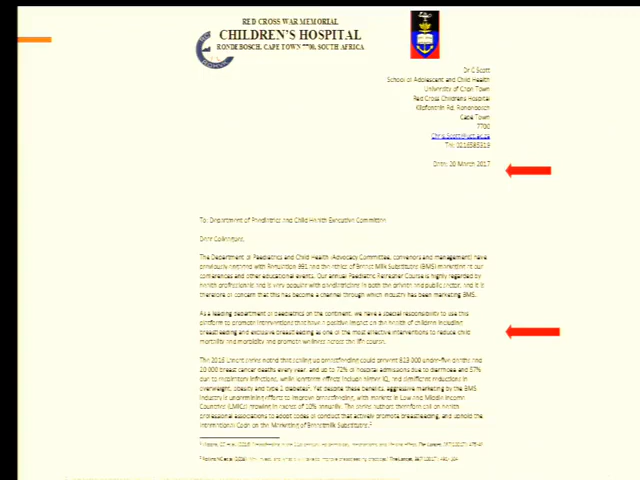 RED CROSS WAR MEMORIAL
CHILDREN'S HOSPITAL
RONDEBOSCH, CAPE TOWN 7700, SOUTH AFRICA
Dr C Scott
School of Adolescent and Child Health
University of Cape Town
Red Cross Childrens Hospital
Klipfontein Rd, Rondebosch
Cape Town
7700
Date: 20 March 2017
To: Department of Paediatrics and Child Health Executive Committee
Dear Colleagues,
The Department of Paediatrics and Child Health (Advocacy Committee, convenors and management) have
previously engaged with Regulation 991 and the ethics of Breast Milk Substitutes (BMS) marketing at our
conferences and other educational events. Our annual Paediatric Refresher Course is highly regarded by
health professionals and is very popular with paediatricians in both the private and public sector, and it is
therefore of concern that this has become a channel through which industry has been marketing BMS.
As a leading department of paediatrics on the continent, we have a special responsibility to use this
platform to promote interventions that have a positive impact on the health of children including
breastfeeding and exclusive breastfeeding as one of the most effective interventions to reduce child
mortality and morbidity and promote wellness across the life course.
The 2016 Lancet series noted that scaling up breastfeeding could prevent 823 000 under-five deaths and
20 000 breast cancer deaths every year, and up to 72% of hospital admissions due to diarrhoea and 57%
due to respiratory infections, while long-term effects include higher IQ, and significant reductions in
overweight, obesity and type 2 diabetes.¹ Yet despite these benefits, aggressive marketing by the BMS
industry is undermining efforts to improve breastfeeding, with markets in Low And Middle Income
Countries (LMICs) growing in excess of 10% annually. The series authors therefore call on health
professional associations to adopt codes of conduct that actively promote breastfeeding, and uphold the
International Code on the Marketing of Breastmilk Substitutes.²